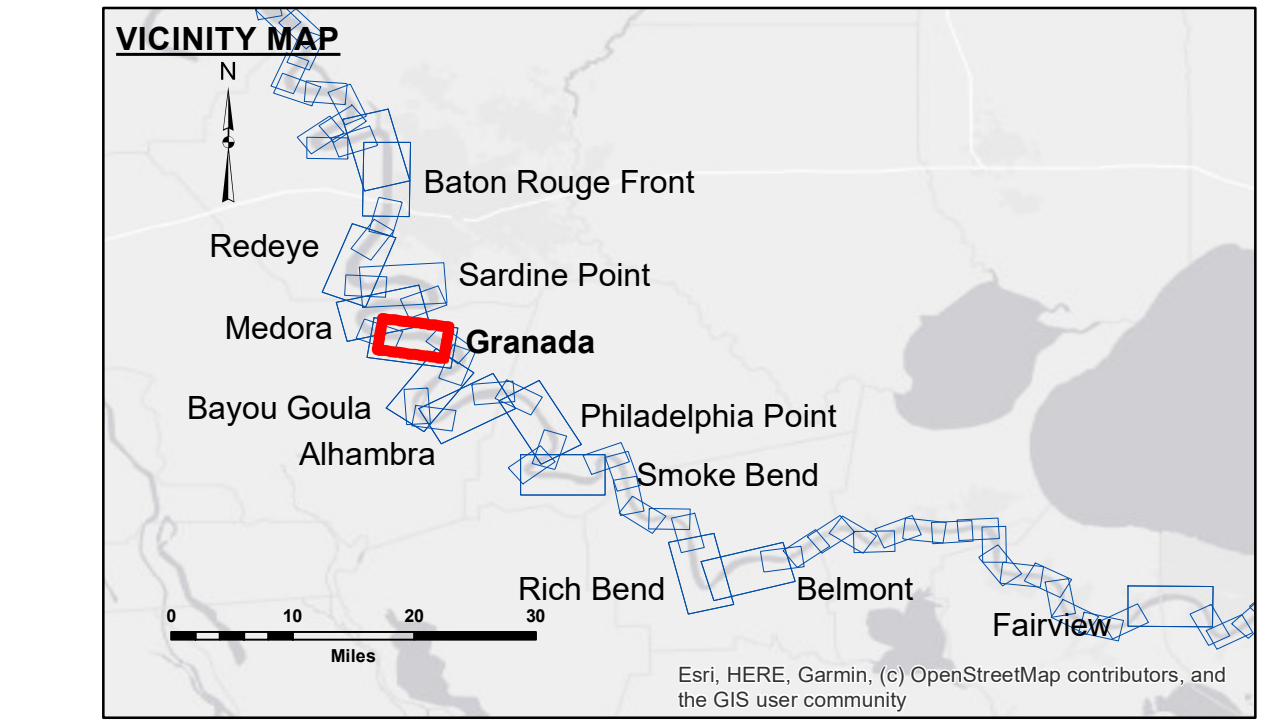 VICINITY MAP
N
Baton Rouge Front
Redeye
Sardine Point
Medora
Granada
Bayou Goula
Philadelphia Point
Alhambra
Smoke Bend
Rich Bend
Belmont
Fairview
0 10 20 30
Miles
Esri, HERE, Garmin, (c) OpenStreetMap contributors, and
the GIS user community